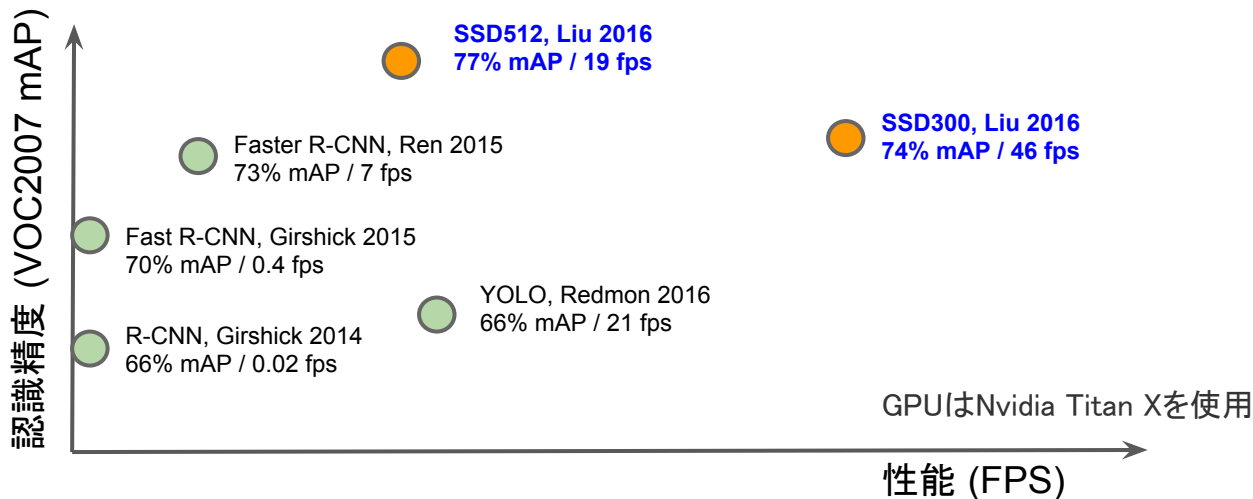 認識精度 (VOC2007 mAP)
SSD512, Liu 2016
77% mAP / 19 fps
SSD300, Liu 2016
74% mAP / 46 fps
Faster R-CNN, Ren 2015
73% mAP / 7 fps
Fast R-CNN, Girshick 2015
70% mAP / 0.4 fps
YOLO, Redmon 2016
66% mAP / 21 fps
R-CNN, Girshick 2014
66% mAP / 0.02 fps
GPUはNvidia Titan Xを使用
性能 (FPS)